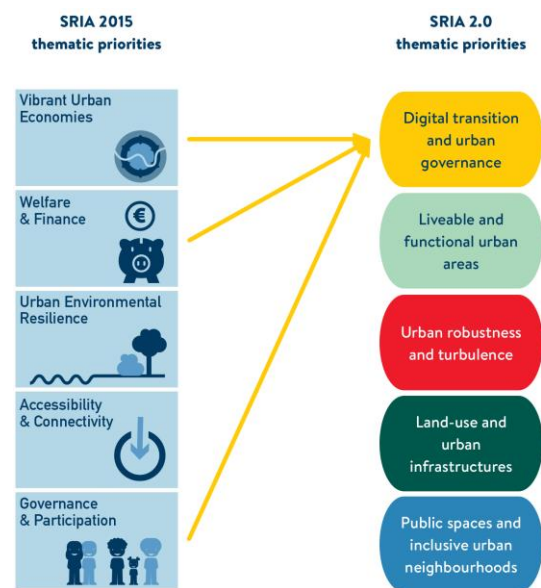 SRIA 2015
thematic priorities
Vibrant Urban
Economies
Welfare
& Finance
€
Urban Environmental
Resilience
Accessibility
& Connectivity
Governance
& Participation
SRIA 2.0
thematic priorities
Digital transition
and urban
governance
Liveable and
functional urban
areas
Urban robustness
and turbulence
Land-use and
urban
infrastructures
Public spaces and
inclusive urban
neighbourhoods